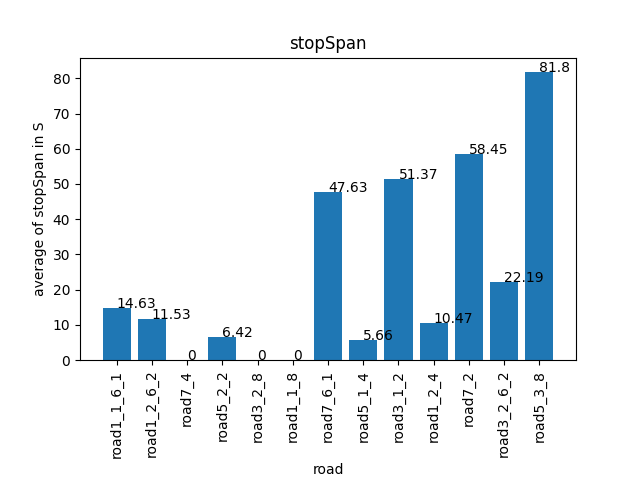 stopSpan
average of stopSpan in S
80
70
60
50
40
30
20
10
0
14.63
11.53
0
6.42
0
0
47.63
5.66
51.37
10.47
58.45
22.19
81.8
road1_1_6_1
road1_2_6_2
road7_4
road5_2_2
road3_2_8
road1_1_8
road7_6_1
road5_1_4
road3_1_2
road1_2_4
road7_2
road3_2_6_2
road5_3_8
road